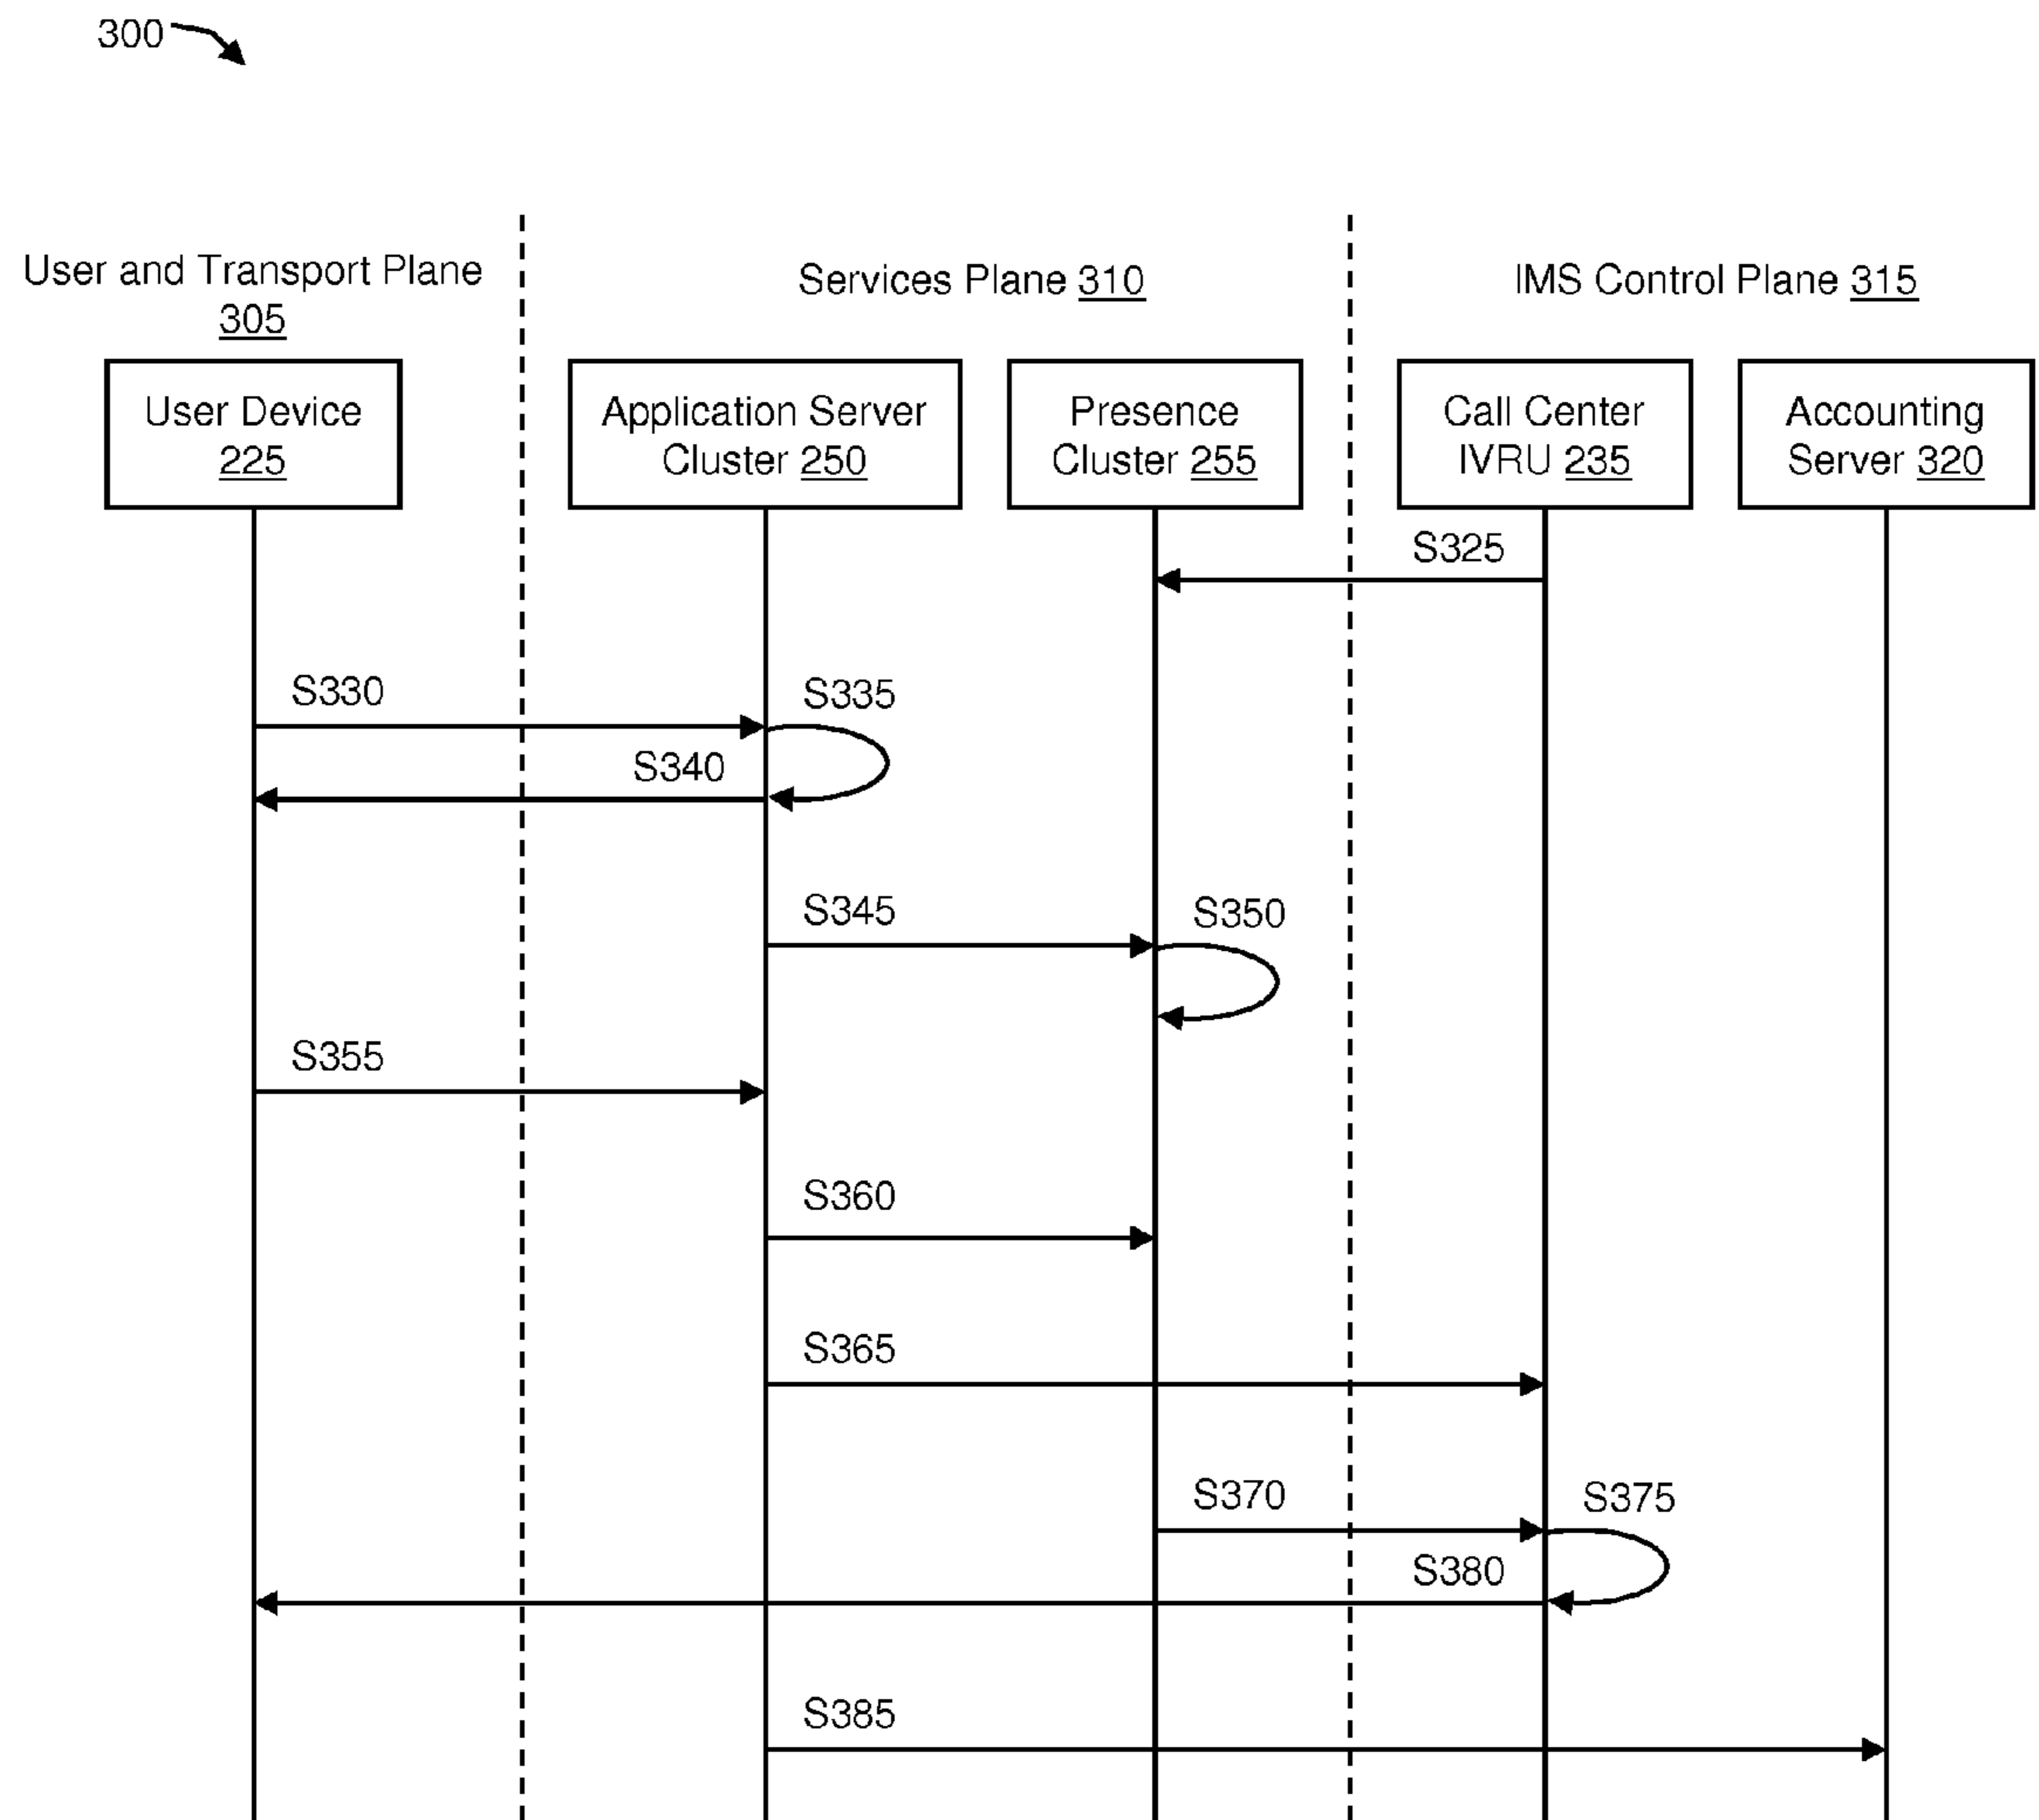 300
User and Transport Plane
305
Services Plane 310
IMS Control Plane 315
User Device
225
Application Server
Cluster 250
Presence
Cluster 255
Call Center
IVRU 235
Accounting
Server 320
S325
S330
S335
S340
S345
S350
S355
S360
S365
S370
S375
S380
S385